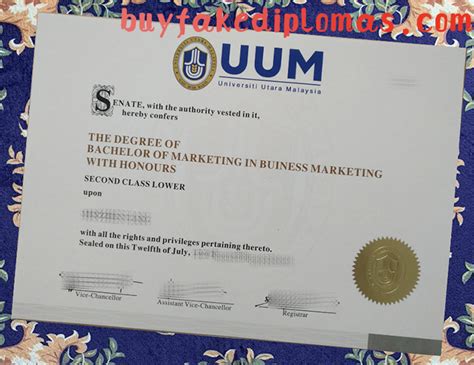 buyfakediplomas.com
UUM
Universiti Utara Malaysia
SENATE, with the authority vested in it,
hereby confers
THE DEGREE OF
BACHELOR OF MARKETING IN BUINESS MARKETING
WITH HONOURS
SECOND CLASS LOWER
upon
with all the rights and privileges pertaining thereto.
Sealed on this Twelfth of July,
Vice-Chancellor
Assistant Vice-Chancellor
Registrar